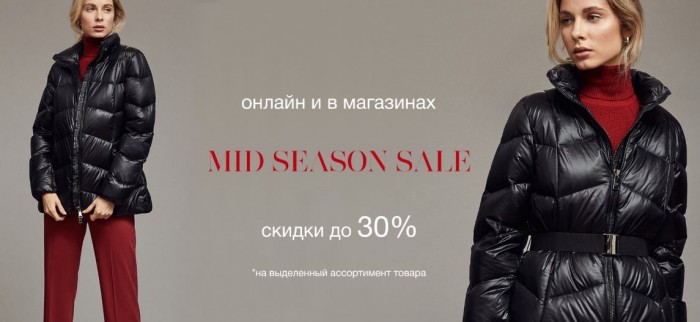 онлайн и в магазинах
MID SEASON SALE
скидки до 30%
*на выделенный ассортимент товара